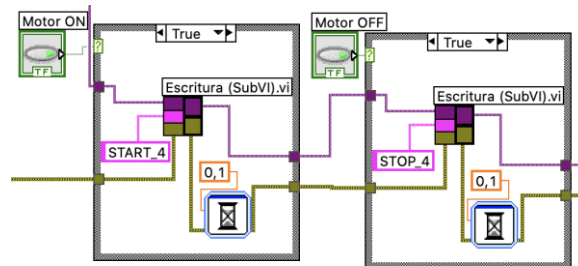 Motor ON
TF
?
True
Escritura (SubVI).vi
START_4
0,1
Motor OFF
TF
?
True
Escritura (SubVI).vi
STOP_4
0,1